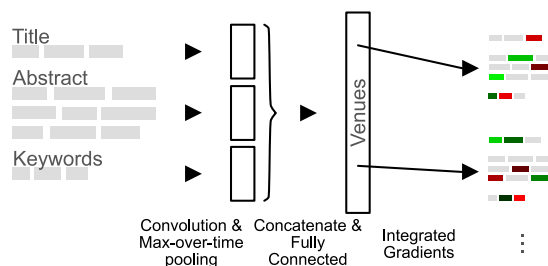 Title
Abstract
Keywords
Venues
Convolution &
Max-over-time
pooling
Concatenate &
Fully
Connected
Integrated
Gradients